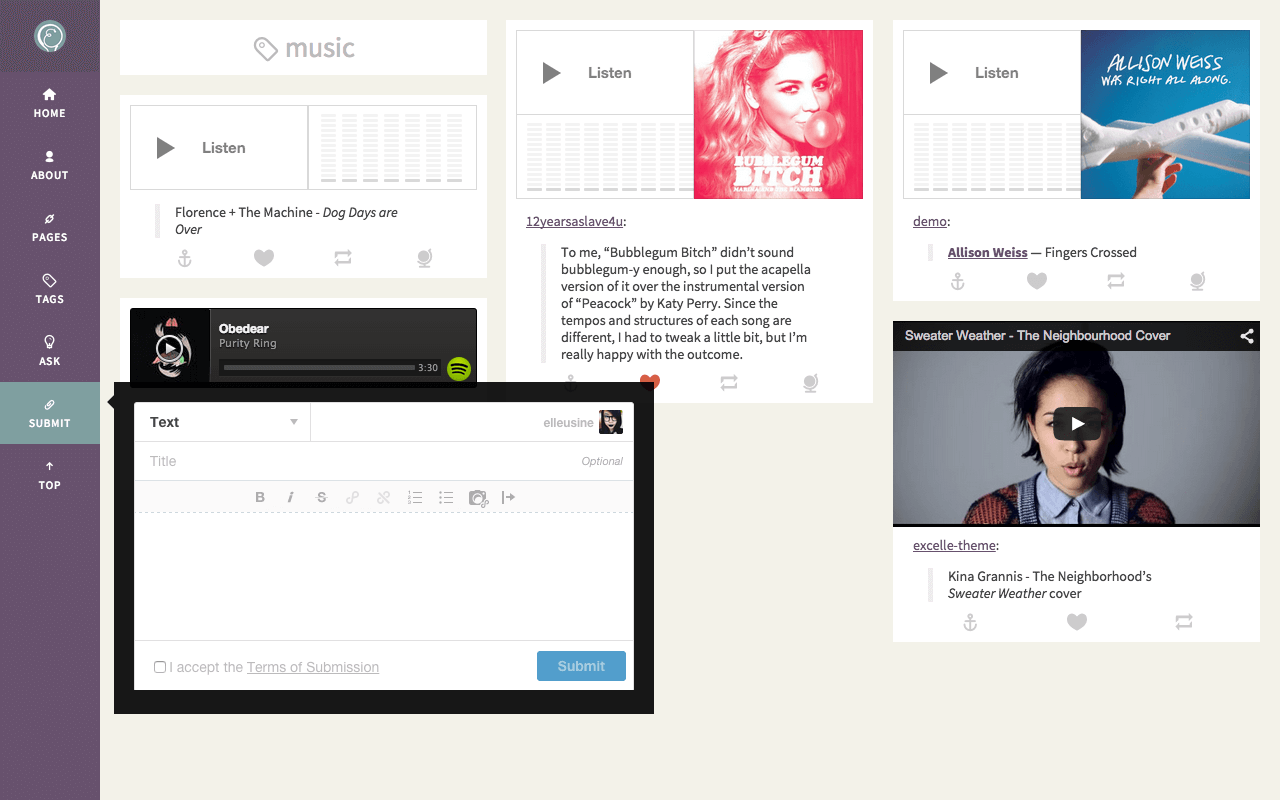 HOME
ABOUT
PAGES
TAGS
ASK
SUBMIT
TOP
music
Listen
Florence + The Machine - Dog Days are
Over
Obedear
Purity Ring
3:30
Listen
BUBBLEGUM
BITCH
MARINA AND THE DIAMONDS
12yearsaslave4u:
To me, “Bubblegum Bitch” didn’t sound
bubblegum-y enough, so I put the acapella
version of it over the instrumental version
of “Peacock” by Katy Perry. Since the
tempos and structures of each song are
different, I had to tweak a little bit, but I’m
really happy with the outcome.
Listen
ALLISON WEISS
WAS RIGHT ALL ALONG.
demo:
Allison Weiss — Fingers Crossed
Sweater Weather - The Neighbourhood Cover
excelle-theme:
Kina Grannis - The Neighborhood’s
Sweater Weather cover
Text
elleusine
Title
Optional
B i S
I accept the Terms of Submission
Submit